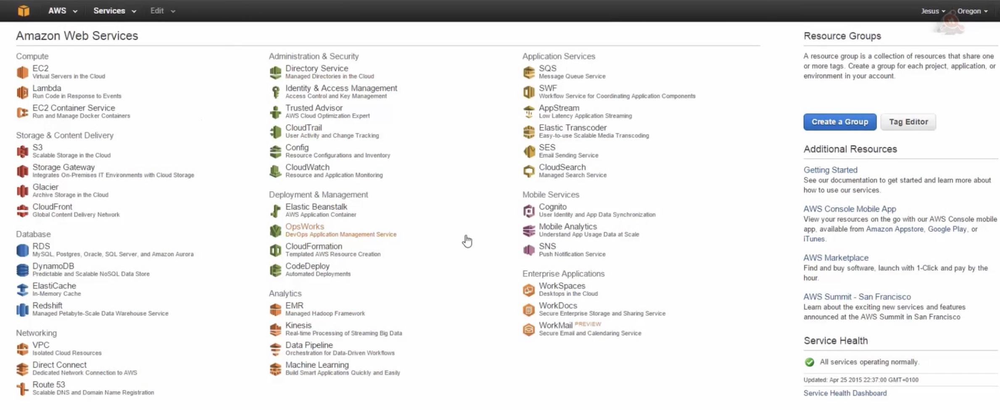 AWS Services Edit Jesus Oregon
Amazon Web Services
Compute
EC2
Virtual Servers in the Cloud
Lambda
Run Code in Response to Events
EC2 Container Service
Run and Manage Docker Containers
Storage & Content Delivery
S3
Scalable Storage in the Cloud
Storage Gateway
Integrates On-Premises IT Environments with Cloud Storage
Glacier
Archive Storage in the Cloud
CloudFront
Global Content Delivery Network
Database
RDS
MySQL, Postgres, Oracle, SQL Server, and Amazon Aurora
DynamoDB
Predictable and Scalable NoSQL Data Store
ElastiCache
In-Memory Cache
Redshift
Managed Petabyte-Scale Data Warehouse Service
Networking
VPC
Isolated Cloud Resources
Direct Connect
Dedicated Network Connection to AWS
Route 53
Scalable DNS and Domain Name Registration
Administration & Security
Directory Service
Managed Directories in the Cloud
Identity & Access Management
Access Control and Key Management
Trusted Advisor
AWS Cloud Optimization Expert
CloudTrail
User Activity and Change Tracking
Config
Resource Configurations and Inventory
CloudWatch
Resource and Application Monitoring
Deployment & Management
Elastic Beanstalk
AWS Application Container
OpsWorks
DevOps Application Management Service
CloudFormation
Templated AWS Resource Creation
CodeDeploy
Automated Deployments
Analytics
EMR
Managed Hadoop Framework
Kinesis
Real-time Processing of Streaming Big Data
Data Pipeline
Orchestration for Data-Driven Workflows
Machine Learning
Build Smart Applications Quickly and Easily
Application Services
SQS
Message Queue Service
SWF
Workflow Service for Coordinating Application Components
AppStream
Low Latency Application Streaming
Elastic Transcoder
Easy-to-use Scalable Media Transcoding
SES
Email Sending Service
CloudSearch
Managed Search Service
Mobile Services
Cognito
User Identity and App Data Synchronization
Mobile Analytics
Understand App Usage Data at Scale
SNS
Push Notification Service
Enterprise Applications
WorkSpaces
Desktops in the Cloud
WorkDocs
Secure Enterprise Storage and Sharing Service
WorkMail PREVIEW
Secure Email and Calendaring Service
Resource Groups
A resource group is a collection of resources that share one
or more tags. Create a group for each project, application, or
environment in your account.
Create a Group Tag Editor
Additional Resources
Getting Started
See our documentation to get started and learn more about
how to use our services.
AWS Console Mobile App
View your resources on the go with our AWS Console mobile
app, available from Amazon Appstore, Google Play, or
iTunes.
AWS Marketplace
Find and buy software, launch with 1-Click and pay by the
hour.
AWS Summit - San Francisco
Learn about the exciting new services and features
announced at the AWS Summit in San Francisco
Service Health
All services operating normally.
Updated: Apr 25 2015 22:37:00 GMT+0100
Service Health Dashboard